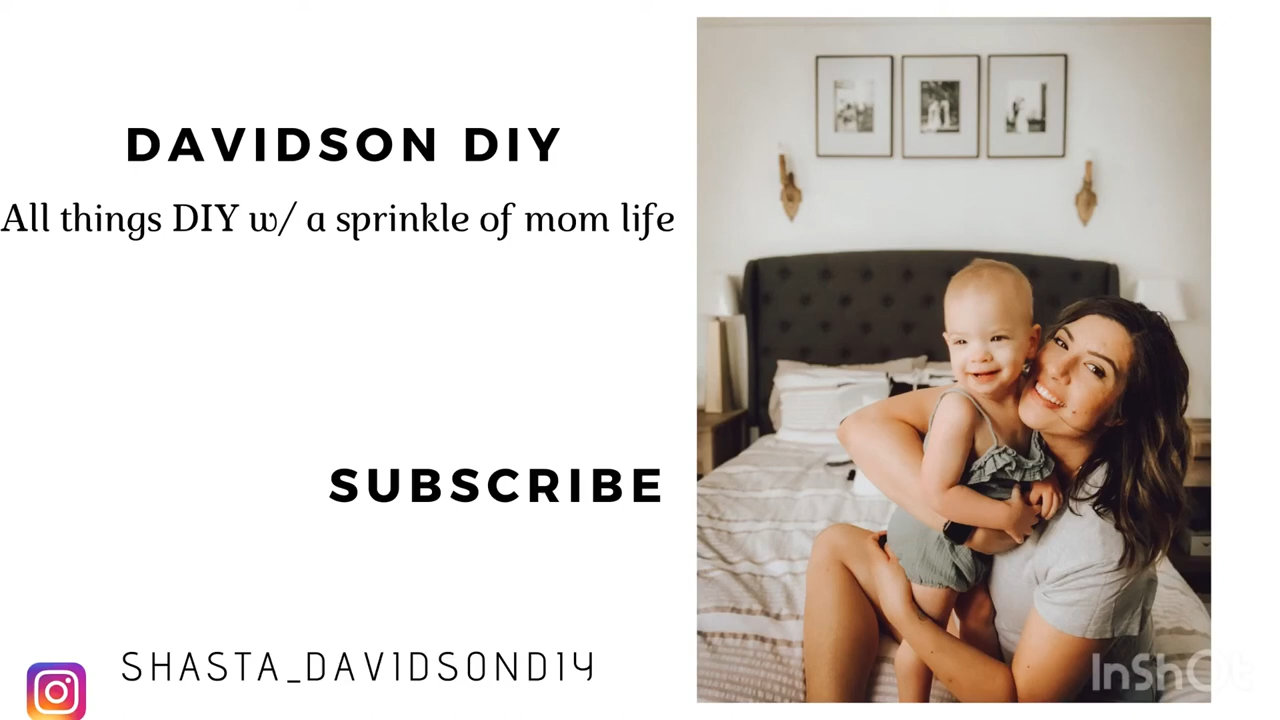 DAVIDSON DIY
All things DIY w/ a sprinkle of mom life
SUBSCRIBE
SHASTA_DAVIDSONDIY
InShOt